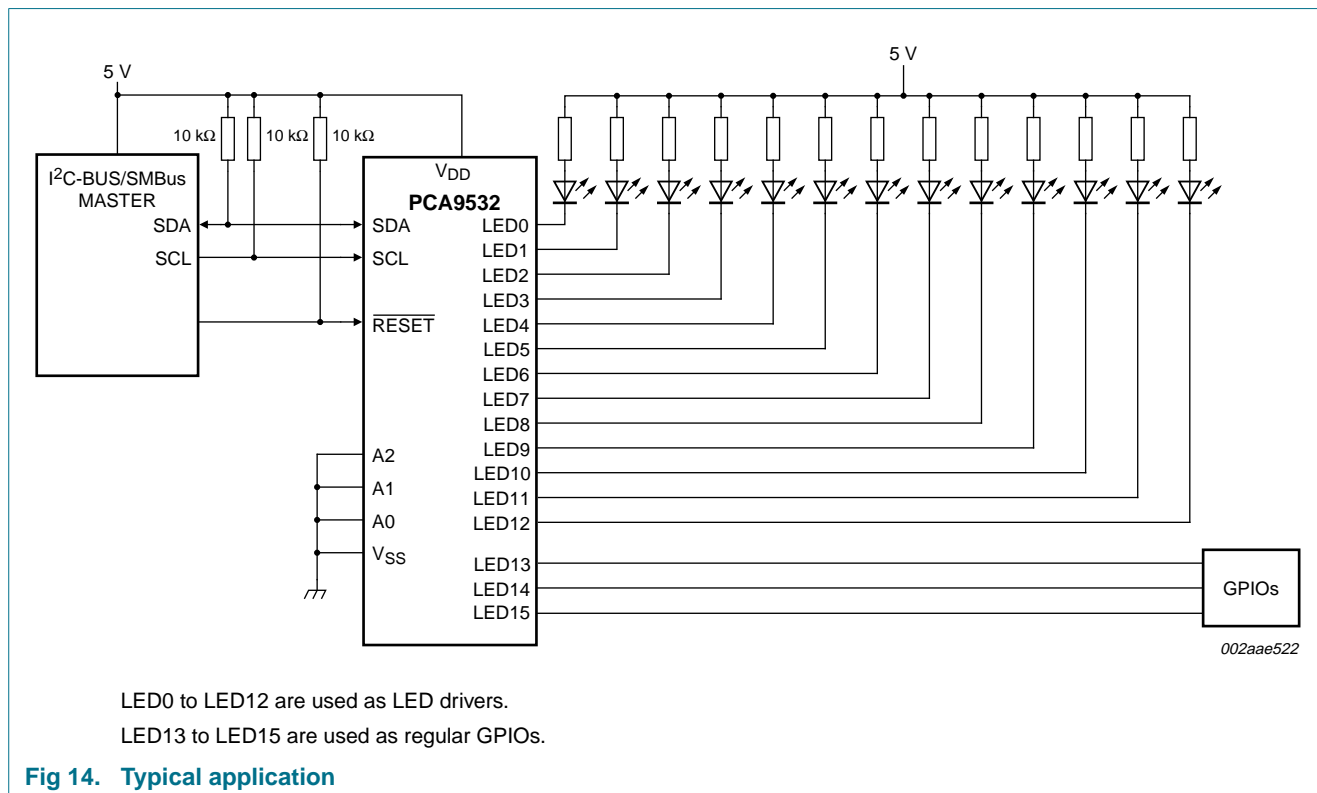 5 V
5 V
10 kΩ 10 kΩ 10 kΩ
I²C-BUS/SMBus
MASTER
SDA
SCL
VDD
PCA9532
SDA
SCL
RESET
A2
A1
A0
VSS
LED0
LED1
LED2
LED3
LED4
LED5
LED6
LED7
LED8
LED9
LED10
LED11
LED12
LED13
LED14
LED15
GPIOs
002aae522
LED0 to LED12 are used as LED drivers.
LED13 to LED15 are used as regular GPIOs.
Fig 14. Typical application